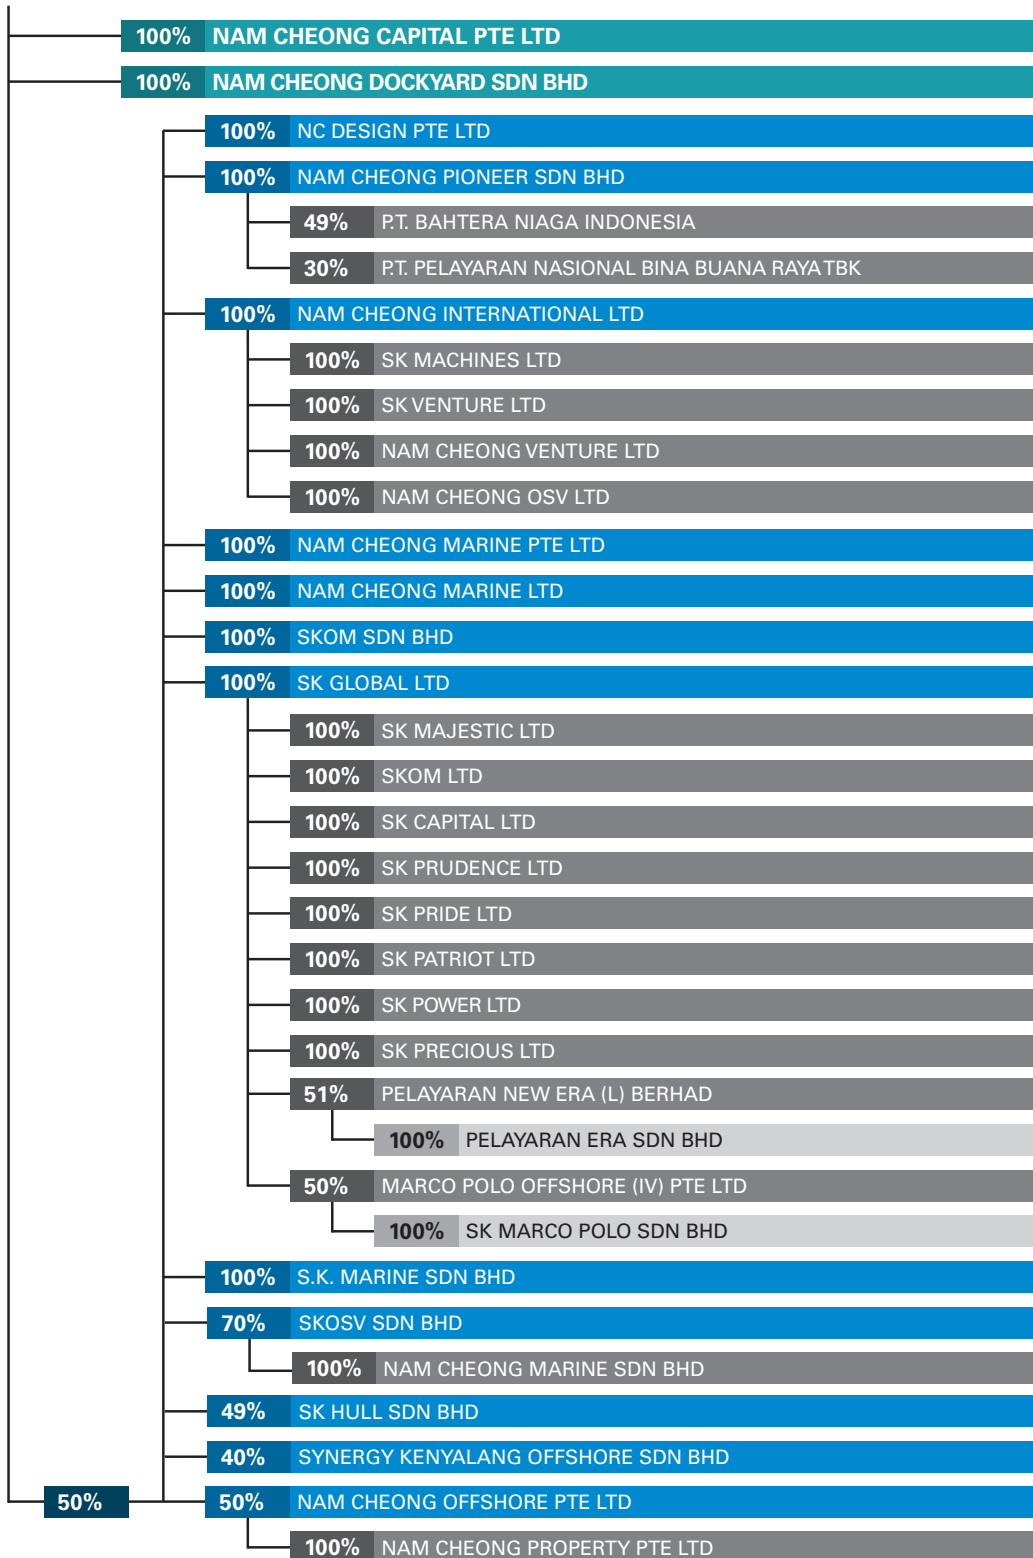 100% NAM CHEONG CAPITAL PTE LTD
100% NAM CHEONG DOCKYARD SDN BHD
100% NC DESIGN PTE LTD
100% NAM CHEONG PIONEER SDN BHD
49% P.T. BAHTERA NIAGA INDONESIA
30% P.T. PELAYARAN NASIONAL BINA BUANA RAYA TBK
100% NAM CHEONG INTERNATIONAL LTD
100% SK MACHINES LTD
100% SK VENTURE LTD
100% NAM CHEONG VENTURE LTD
100% NAM CHEONG OSV LTD
100% NAM CHEONG MARINE PTE LTD
100% NAM CHEONG MARINE LTD
100% SKOM SDN BHD
100% SK GLOBAL LTD
100% SK MAJESTIC LTD
100% SKOM LTD
100% SK CAPITAL LTD
100% SK PRUDENCE LTD
100% SK PRIDE LTD
100% SK PATRIOT LTD
100% SK POWER LTD
100% SK PRECIOUS LTD
51% PELAYARAN NEW ERA (L) BERHAD
100% PELAYARAN ERA SDN BHD
50% MARCO POLO OFFSHORE (IV) PTE LTD
100% SK MARCO POLO SDN BHD
100% S.K. MARINE SDN BHD
70% SKOSV SDN BHD
100% NAM CHEONG MARINE SDN BHD
49% SK HULL SDN BHD
40% SYNERGY KENYALANG OFFSHORE SDN BHD
50% 50% NAM CHEONG OFFSHORE PTE LTD
100% NAM CHEONG PROPERTY PTE LTD